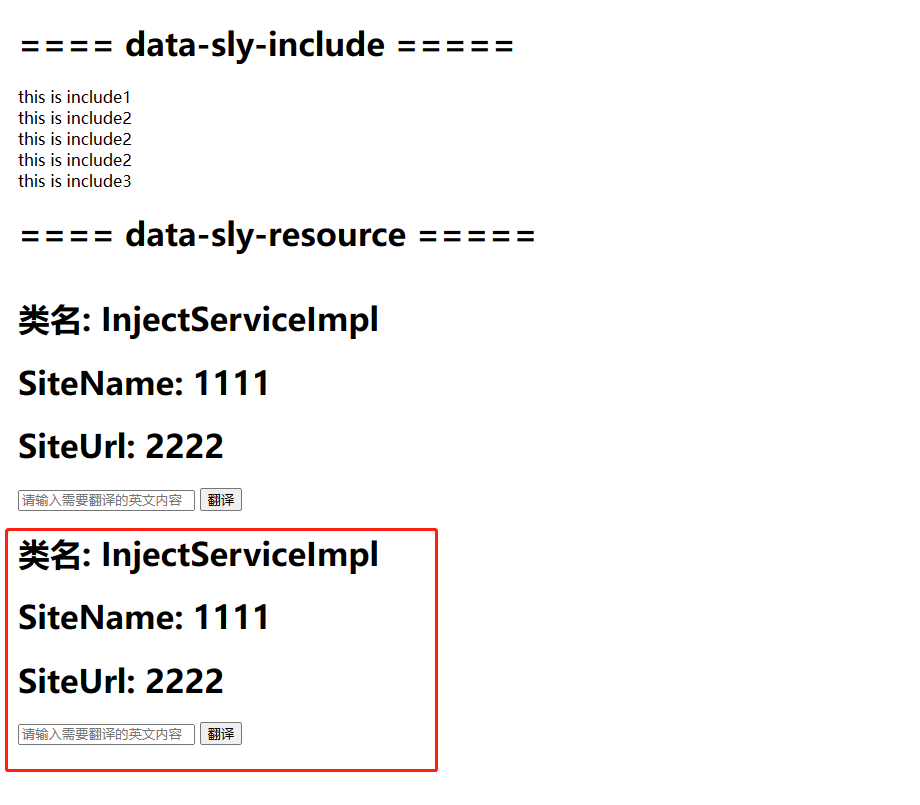 ==== data-sly-include =====
this is include1
this is include2
this is include2
this is include2
this is include3
==== data-sly-resource =====
类名: InjectServiceImpl
SiteName: 1111
SiteUrl: 2222
请输入需要翻译的英文内容 翻译
类名: InjectServiceImpl
SiteName: 1111
SiteUrl: 2222
请输入需要翻译的英文内容 翻译